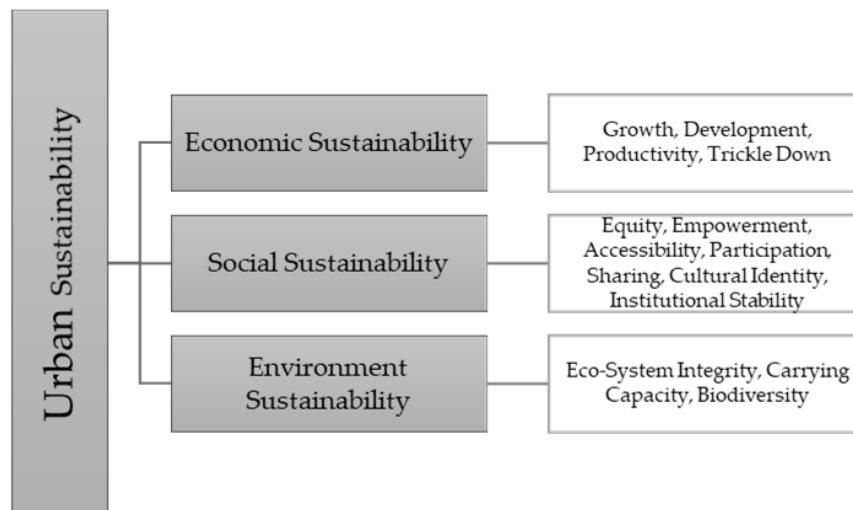 Urban Sustainability
Economic Sustainability
Growth, Development,
Productivity, Trickle Down
Social Sustainability
Equity, Empowerment,
Accessibility, Participation,
Sharing, Cultural Identity,
Institutional Stability
Environment
Sustainability
Eco-System Integrity, Carrying
Capacity, Biodiversity